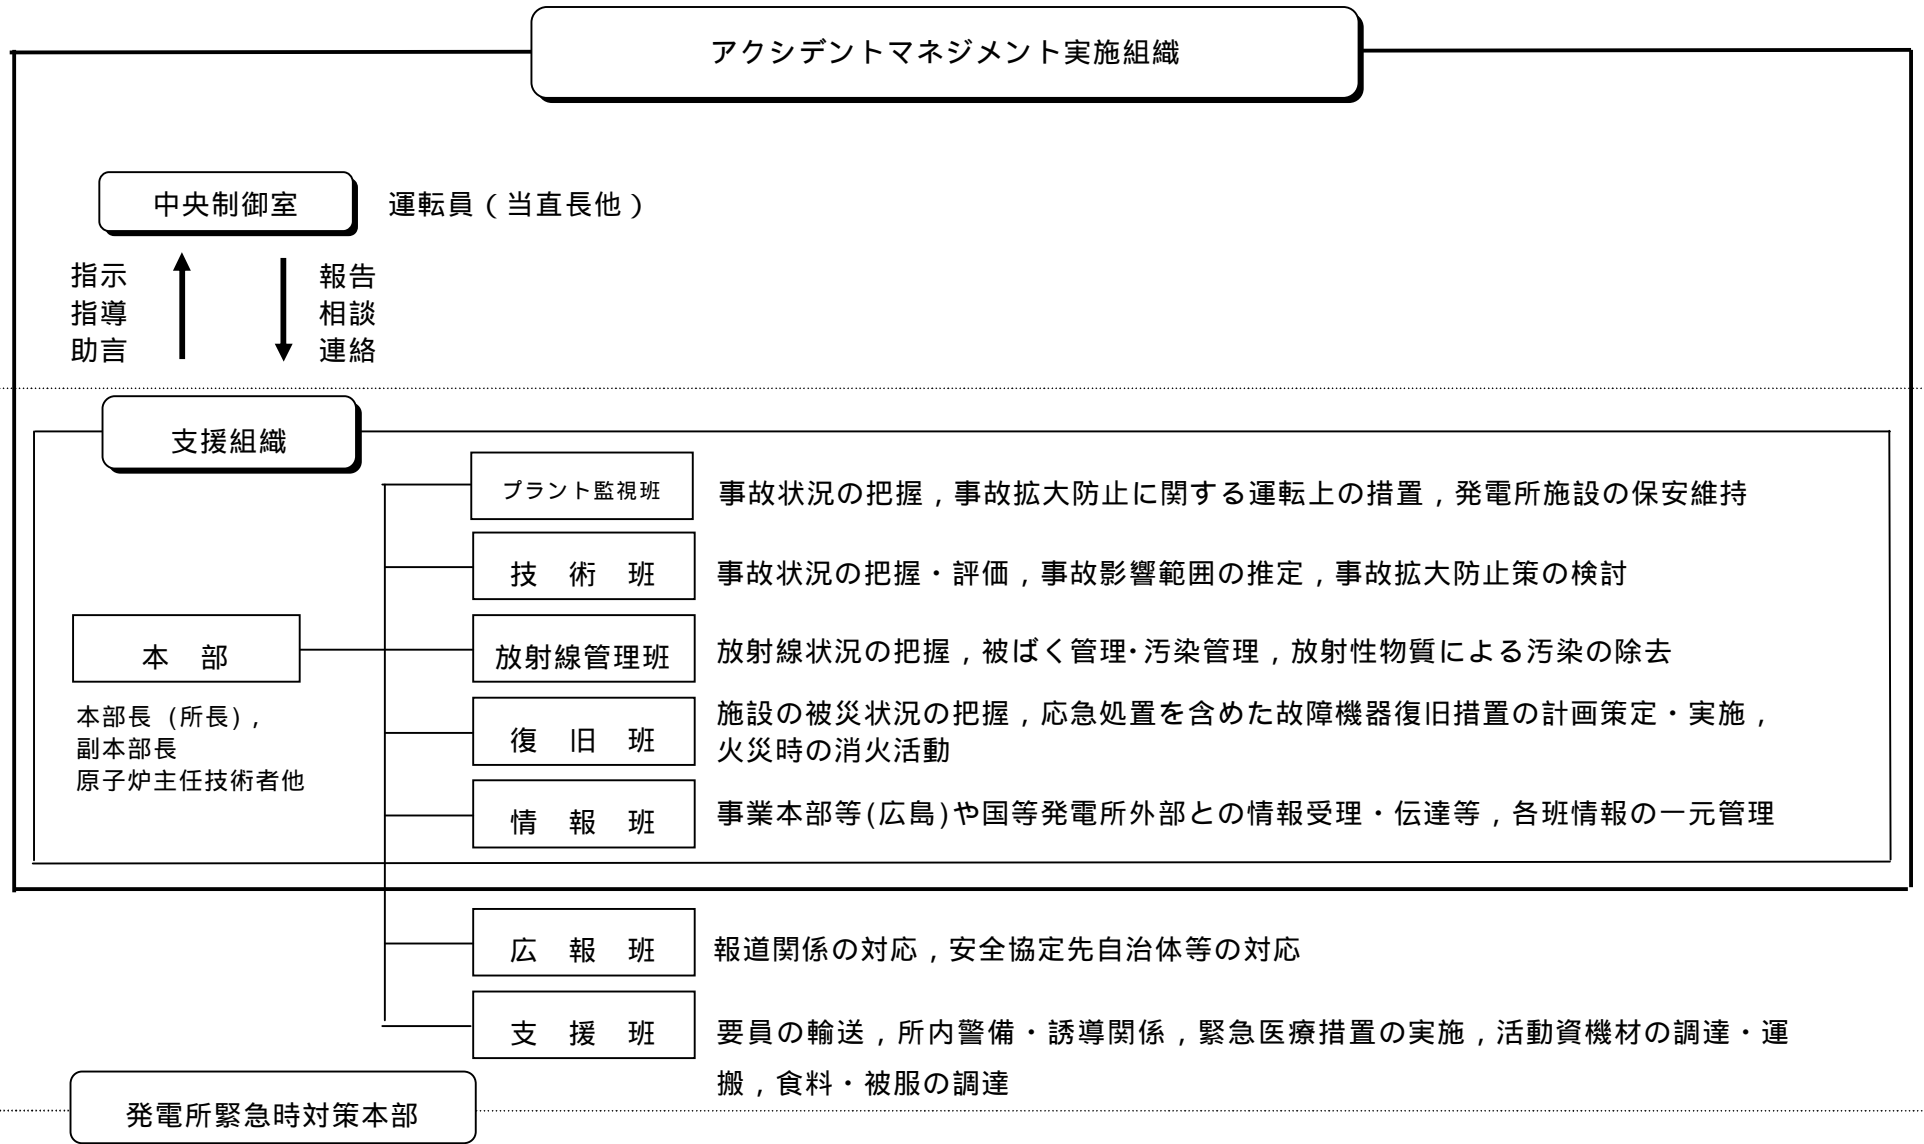 アクシデントマネジメント実施組織
中央制御室
運転員（当直長他）
指示
指導
助言
報告
相談
連絡
支援組織
プラント監視班
事故状況の把握，事故拡大防止に関する運転上の措置，発電所施設の保安維持
技　術　班
事故状況の把握・評価，事故影響範囲の推定，事故拡大防止策の検討
本　部
本部長 (所長)，
副本部長
原子炉主任技術者他
放射線管理班
放射線状況の把握，被ばく管理･汚染管理，放射性物質による汚染の除去
復　旧　班
施設の被災状況の把握，応急処置を含めた故障機器復旧措置の計画策定・実施，
火災時の消火活動
情　報　班
事業本部等(広島)や国等発電所外部との情報受理・伝達等，各班情報の一元管理
広　報　班
報道関係の対応，安全協定先自治体等の対応
支　援　班
要員の輸送，所内警備・誘導関係，緊急医療措置の実施，活動資機材の調達・運
搬，食料・被服の調達
発電所緊急時対策本部